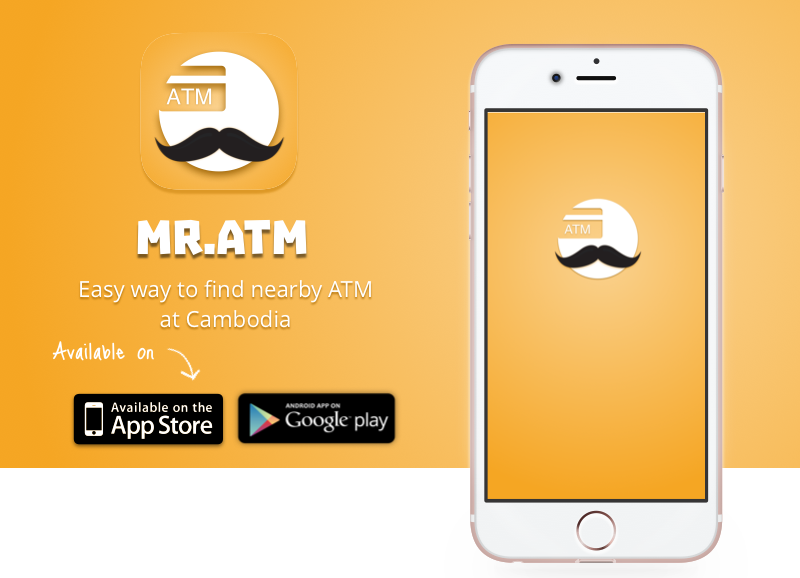 ATM
MR.ATM
Easy way to find nearby ATM
at Cambodia
Available on
Available on the
App Store
ANDROID APP ON
Google play
ATM